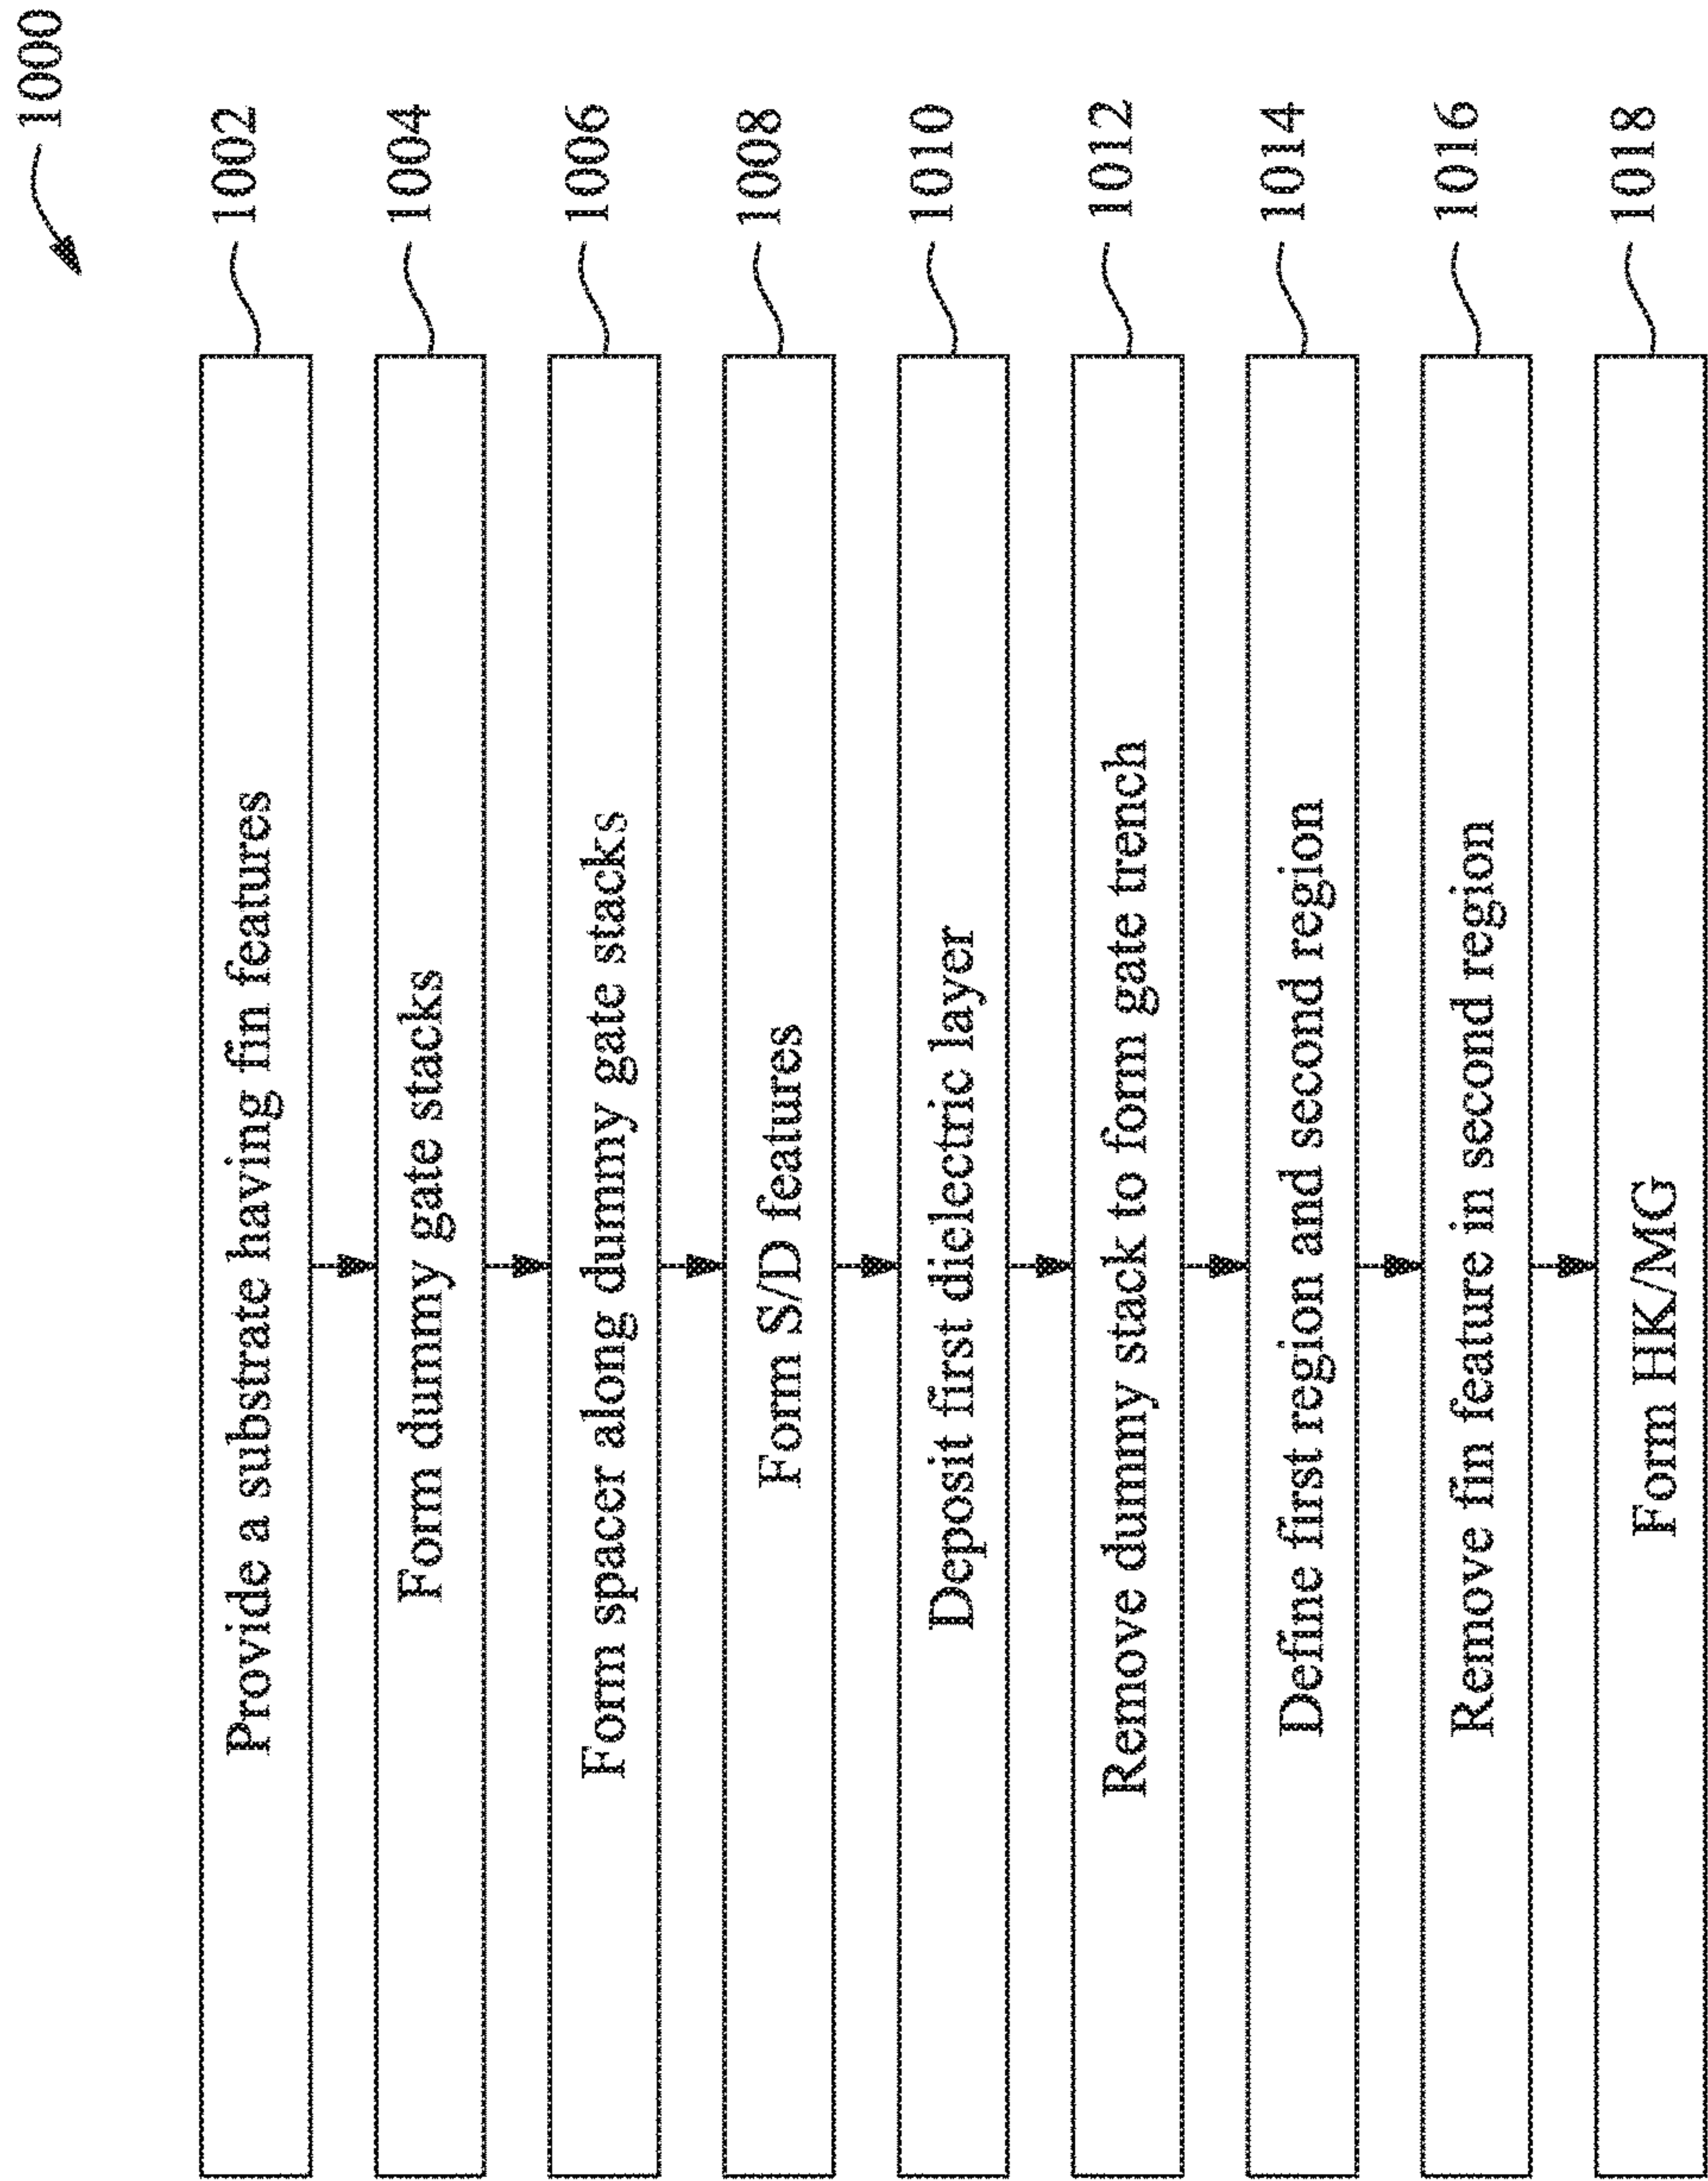 1000
Provide a substrate having fin features 1002
Form dummy gate stacks 1004
Form spacer along dummy gate stacks 1006
Form S/D features 1008
Deposit first dielectric layer 1010
Remove dummy stack to form gate trench 1012
Define first region and second region 1014
Remove fin feature in second region 1016
Form HK/MG 1018